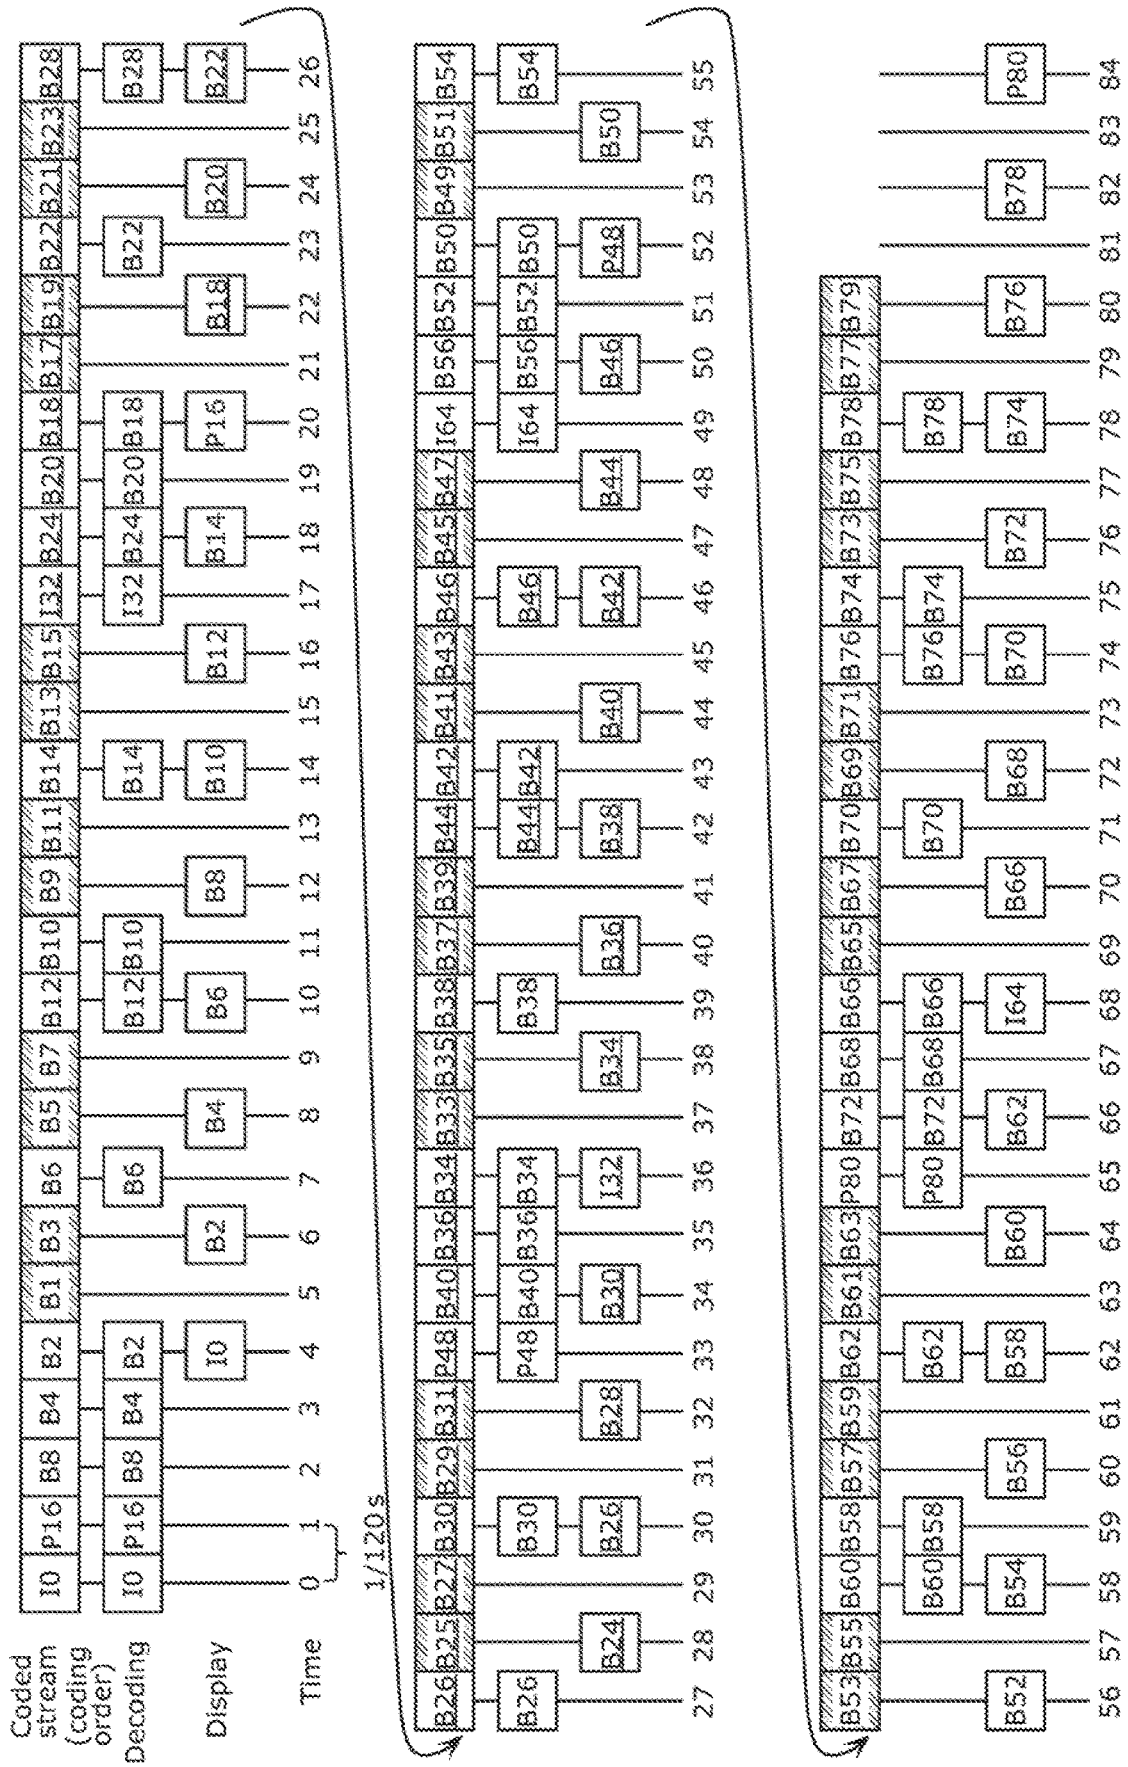 Coded stream (coding order)
I0 P16 B8 B4 B2 B1 B3 B6 B5 B7 B12 B10 B9 B11 B14 B13 B15 I32 B24 B20 B18 B17 B19 B22 B21 B23 B28
Decoding
I0 P16 B8 B4 B2 B6 B12 B10 B14 I32 B24 B20 B18 B22 B28
Display
I0 B2 B4 B6 B8 B10 B12 B14 P16 B18 B20 B22
Time
0 1 2 3 4 5 6 7 8 9 10 11 12 13 14 15 16 17 18 19 20 21 22 23 24 25 26
1/120s
B26 B25 B27 B30 B29 B31 P48 B40 B36 B34 B33 B35 B38 B37 B39 B44 B42 B41 B43 B46 B45 B47 I64 B56 B52 B50 B49 B51 B54
B26 B30 P48 B40 B36 B34 B38 B44 B42 B46 I64 B56 B52 B50 B54
B24 B26 B28 B30 I32 B34 B36 B38 B40 B42 B44 B46 P48 B50
27 28 29 30 31 32 33 34 35 36 37 38 39 40 41 42 43 44 45 46 47 48 49 50 51 52 53 54 55
B53 B55 B60 B58 B57 B59 B62 B61 B63 P80 B72 B68 B66 B65 B67 B70 B69 B71 B76 B74 B73 B75 B78 B77 B79
B60 B58 B62 P80 B72 B68 B66 B70 B76 B74 B78
B52 B54 B56 B58 B60 B62 I64 B66 B68 B70 B72 B74 B76 B78 P80
56 57 58 59 60 61 62 63 64 65 66 67 68 69 70 71 72 73 74 75 76 77 78 79 80 81 82 83 84